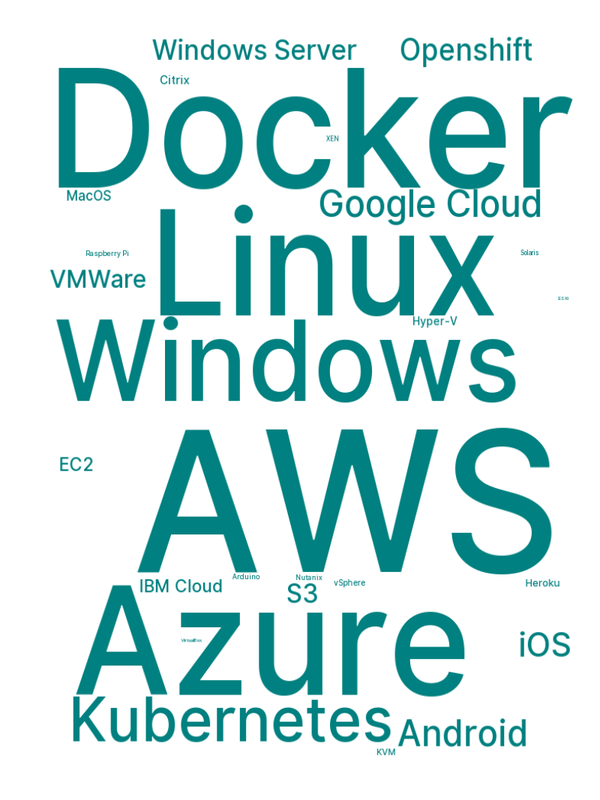 Windows Server Openshift
Citrix
Docker
XEN
MacOS
Google Cloud
Linux
Raspberry Pi
Solaris
VMWare
Hyper-V
Windows
AWS
EC2
Arduino
Nutanix
vSphere
IBM Cloud
S3
Heroku
Azure
iOS
VirtualBox
Kubernetes
Android
KVM